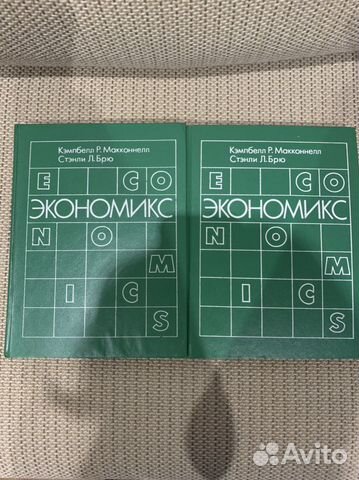 Кэмпбелл Р. Макконнелл
Стэнли Л. Брю
E CO
ЭКОНОМИКС
N O
M
I C S
Кэмпбелл Р. Макконнелл
Стэнли Л. Брю
E CO
ЭКОНОМИКС
N O
M
I C S
Avito